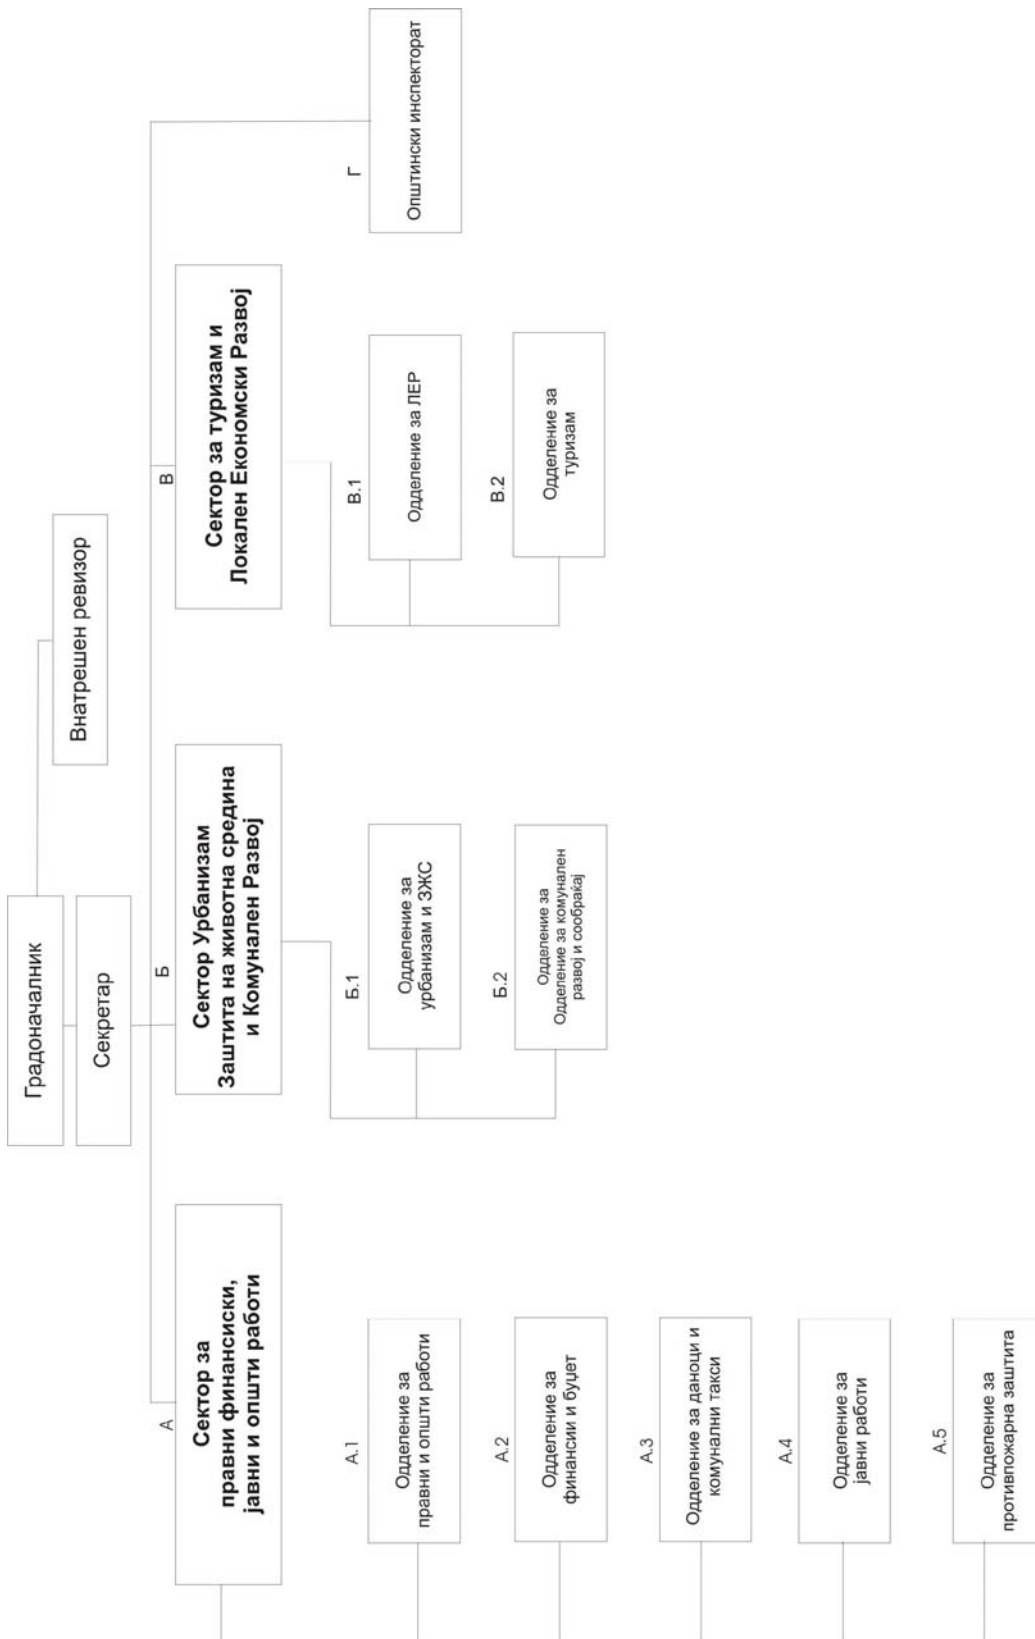 Градоначалник
Внатрешен ревизор
Секретар
А
Сектор за
правни финансиски,
јавни и општи работи
А.1
Одделение за
правни и општи работи
А.2
Одделение за
финансии и буџет
А.3
Одделение за даноци и
комунални такси
А.4
Одделение за
јавни работи
А.5
Одделение за
противпожарна заштита
Б
Сектор Урбанизам
Заштита на животна средина
и Комунален Развој
Б.1
Одделение за
урбанизам и ЗЖС
Б.2
Одделение за
Одделение за комунален
развој и сообраќај
В
Сектор за туризам и
Локален Економски Развој
В.1
Одделение за ЛЕР
В.2
Одделение за
туризам
Г
Општински инспекторат